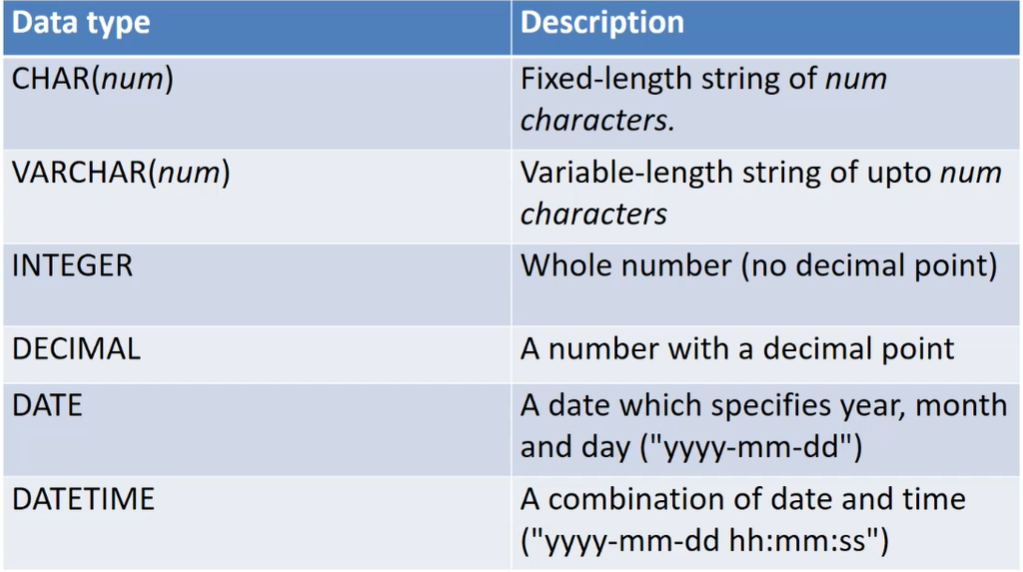 Data type Description
CHAR(num) Fixed-length string of num
characters.
VARCHAR(num) Variable-length string of upto num
characters
INTEGER Whole number (no decimal point)
DECIMAL A number with a decimal point
DATE A date which specifies year, month
and day ("yyyy-mm-dd")
DATETIME A combination of date and time
("yyyy-mm-dd hh:mm:ss")